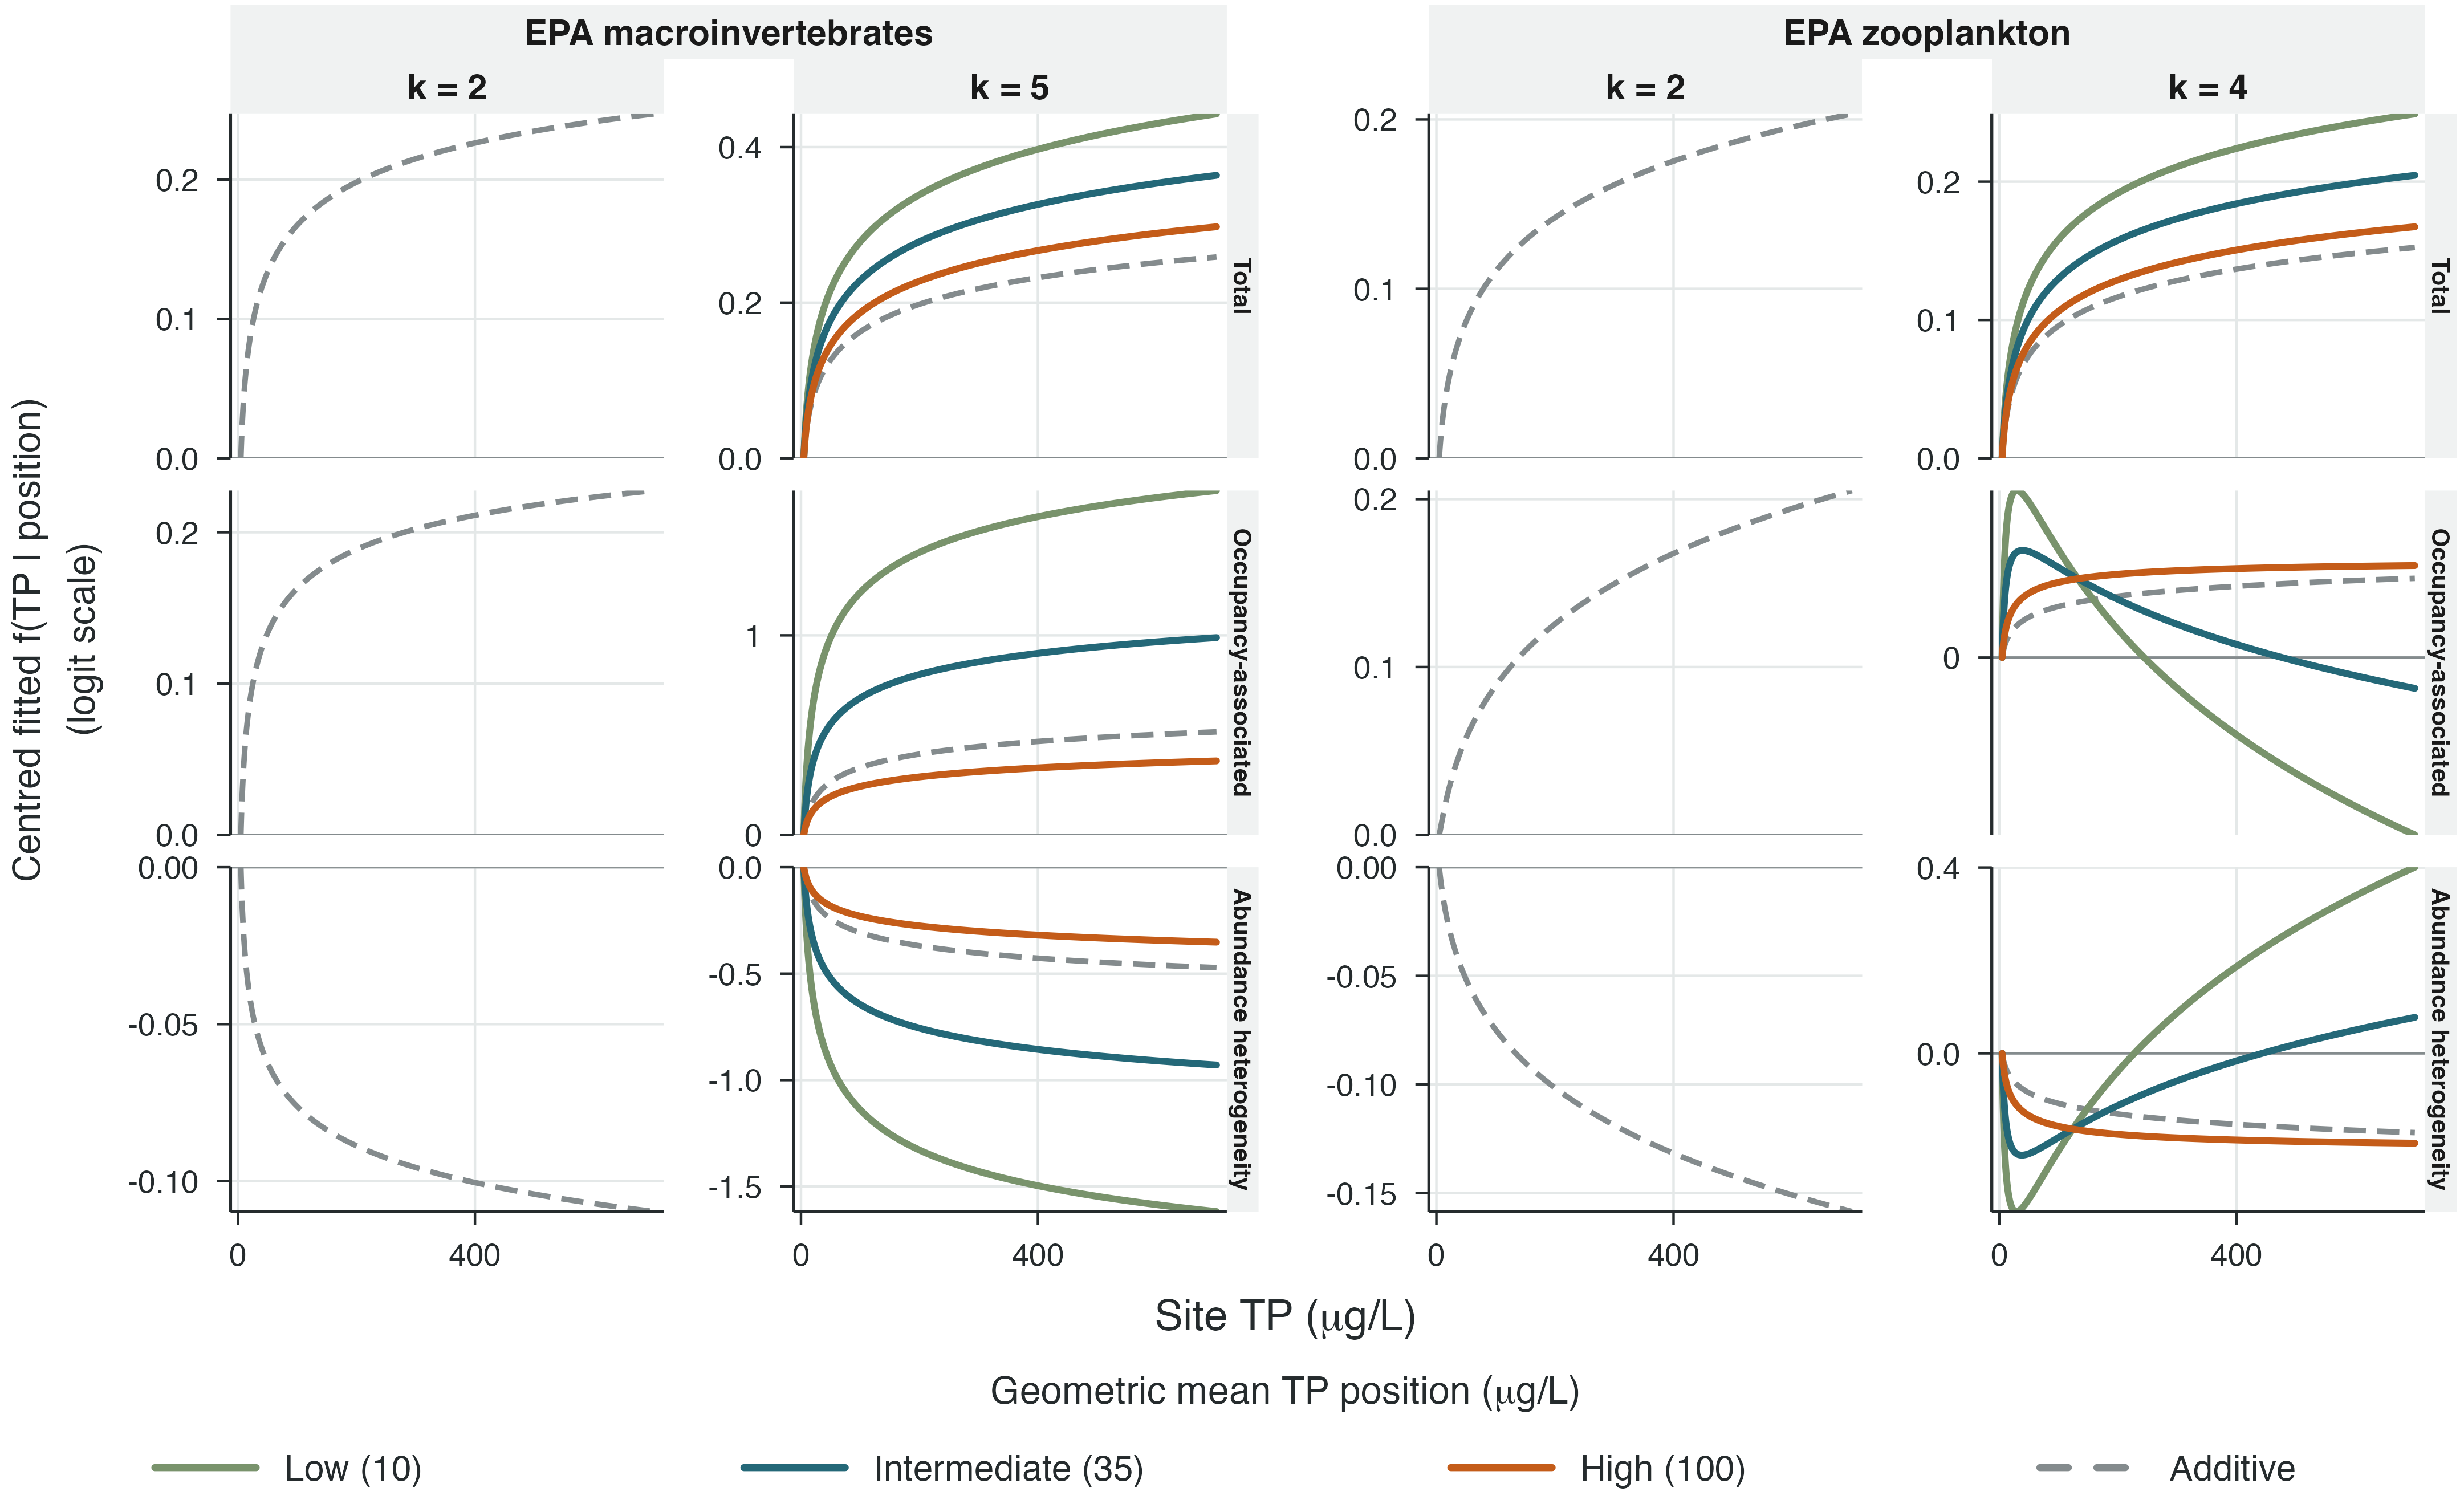 EPA macroinvertebrates
EPA zooplankton
k = 2
k = 5
k = 2
k = 4
0.2
0.1
0.0
0.4
0.2
0.0
Total
0.2
0.1
0.0
0.2
0.1
0.0
Total
0.2
0.1
0.0
1
0
Occupancy-associated
0.2
0.1
0.0
0
Occupancy-associated
0.00
-0.05
-0.10
0.0
-0.5
-1.0
-1.5
Abundance heterogeneity
0.00
-0.05
-0.10
-0.15
0.4
0.0
Abundance heterogeneity
Centred fitted f(TP | position)
(logit scale)
0 400
0 400
0 400
0 400
Site TP (μg/L)
Geometric mean TP position (μg/L)
Low (10)
Intermediate (35)
High (100)
Additive